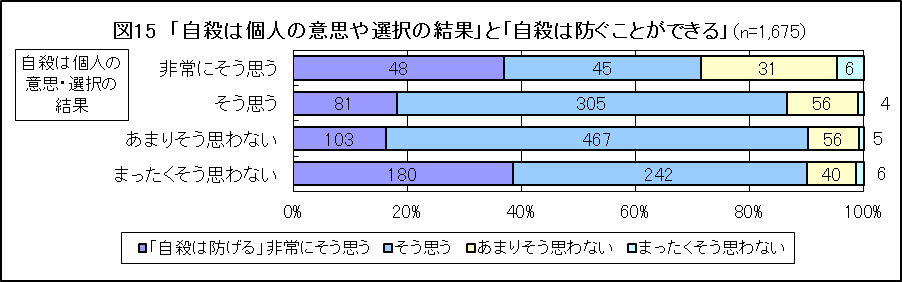 図15 「自殺は個人の意思や選択の結果」と「自殺は防ぐことができる」(n=1,675)
自殺は個人の
意思・選択の
結果
非常にそう思う 48 45 31 6
そう思う 81 305 56 4
あまりそう思わない 103 467 56 5
まったくそう思わない 180 242 40 6
0% 20% 40% 60% 80% 100%
「自殺は防げる」非常にそう思う そう思う あまりそう思わない まったくそう思わない